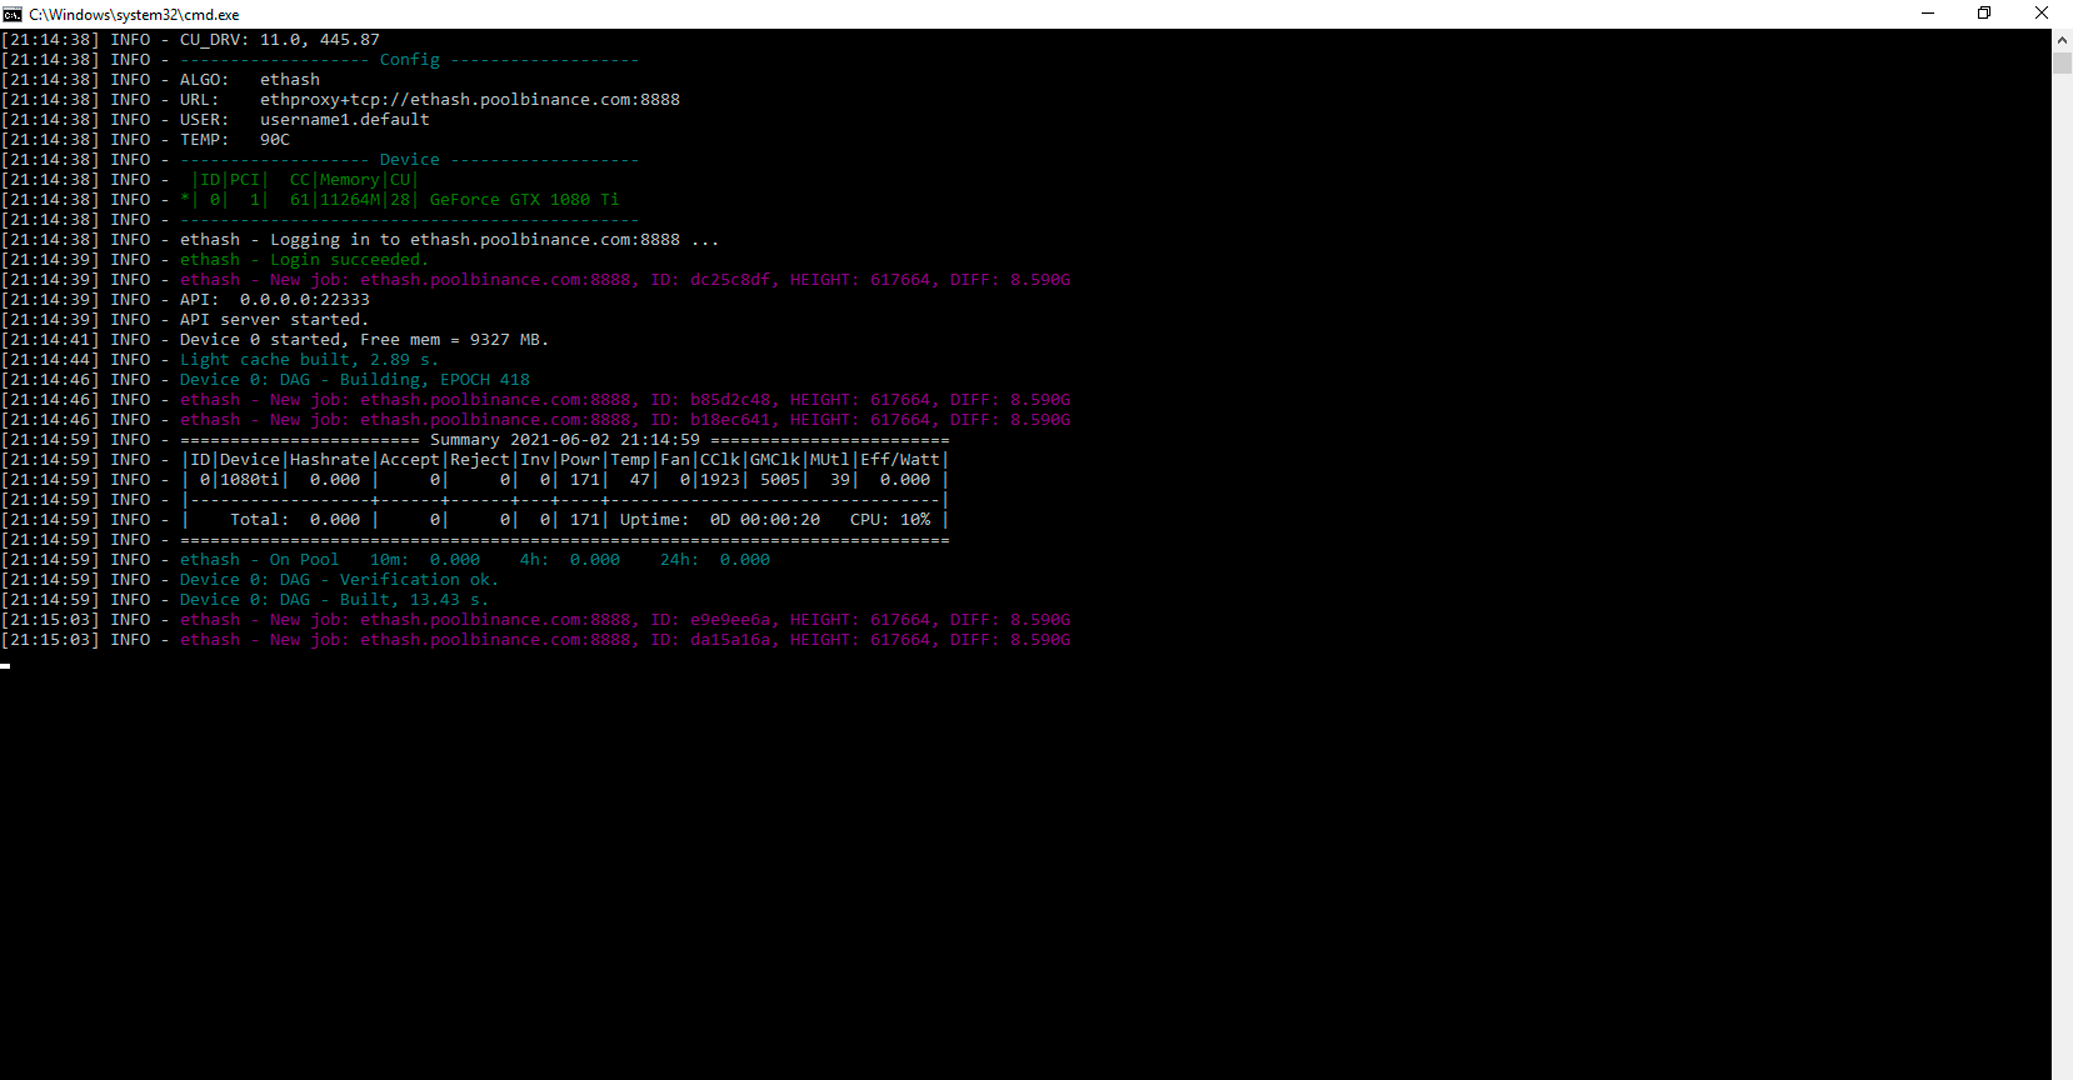 C:\Windows\system32\cmd.exe
[21:14:38] INFO - CU_DRV: 11.0, 445.87
[21:14:38] INFO - ------------------- Config -------------------
[21:14:38] INFO - ALGO:   ethash
[21:14:38] INFO - URL:    ethproxy+tcp://ethash.poolbinance.com:8888
[21:14:38] INFO - USER:   username1.default
[21:14:38] INFO - TEMP:   90C
[21:14:38] INFO - ------------------- Device -------------------
[21:14:38] INFO -  |ID|PCI|  CC|Memory|CU|
[21:14:38] INFO - *| 0|  1|  61|11264M|28| GeForce GTX 1080 Ti
[21:14:38] INFO - ----------------------------------------------
[21:14:38] INFO - ethash - Logging in to ethash.poolbinance.com:8888 ...
[21:14:39] INFO - ethash - Login succeeded.
[21:14:39] INFO - ethash - New job: ethash.poolbinance.com:8888, ID: dc25c8df, HEIGHT: 617664, DIFF: 8.590G
[21:14:39] INFO - API:  0.0.0.0:22333
[21:14:39] INFO - API server started.
[21:14:41] INFO - Device 0 started, Free mem = 9327 MB.
[21:14:44] INFO - Light cache built, 2.89 s.
[21:14:46] INFO - Device 0: DAG - Building, EPOCH 418
[21:14:46] INFO - ethash - New job: ethash.poolbinance.com:8888, ID: b85d2c48, HEIGHT: 617664, DIFF: 8.590G
[21:14:46] INFO - ethash - New job: ethash.poolbinance.com:8888, ID: b18ec641, HEIGHT: 617664, DIFF: 8.590G
[21:14:59] INFO - ======================== Summary 2021-06-02 21:14:59 ========================
[21:14:59] INFO - |ID|Device|Hashrate|Accept|Reject|Inv|Powr|Temp|Fan|CClk|GMClk|MUtl|Eff/Watt|
[21:14:59] INFO - | 0|1080ti|  0.000 |     0|     0|  0| 171|  47|  0|1923| 5005|  39|  0.000 |
[21:14:59] INFO - |------------------+------+------+---+----+---------------------------------|
[21:14:59] INFO - |    Total:  0.000 |     0|     0|  0| 171| Uptime:  0D 00:00:20   CPU: 10% |
[21:14:59] INFO - =============================================================================
[21:14:59] INFO - ethash - On Pool   10m:  0.000    4h:  0.000    24h:  0.000
[21:14:59] INFO - Device 0: DAG - Verification ok.
[21:14:59] INFO - Device 0: DAG - Built, 13.43 s.
[21:15:03] INFO - ethash - New job: ethash.poolbinance.com:8888, ID: e9e9ee6a, HEIGHT: 617664, DIFF: 8.590G
[21:15:03] INFO - ethash - New job: ethash.poolbinance.com:8888, ID: da15a16a, HEIGHT: 617664, DIFF: 8.590G